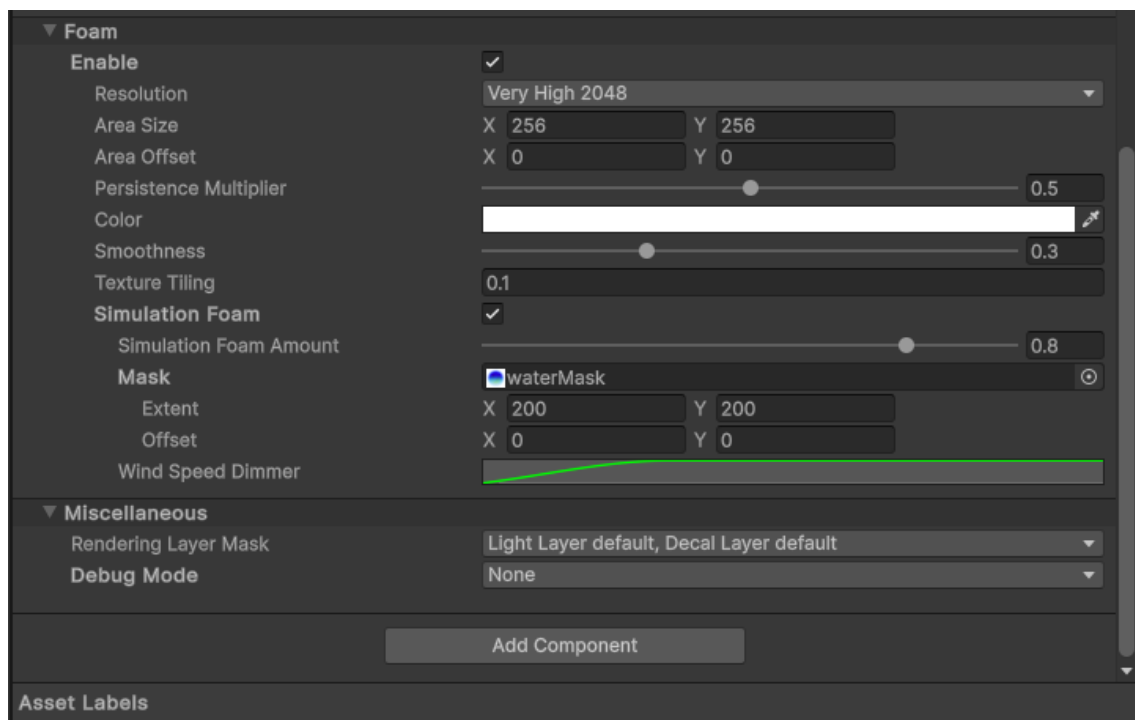 Foam
Enable
Resolution Very High 2048
Area Size X 256 Y 256
Area Offset X 0 Y 0
Persistence Multiplier 0.5
Color
Smoothness 0.3
Texture Tiling 0.1
Simulation Foam
Simulation Foam Amount 0.8
Mask waterMask
Extent X 200 Y 200
Offset X 0 Y 0
Wind Speed Dimmer
Miscellaneous
Rendering Layer Mask Light Layer default, Decal Layer default
Debug Mode None
Add Component
Asset Labels